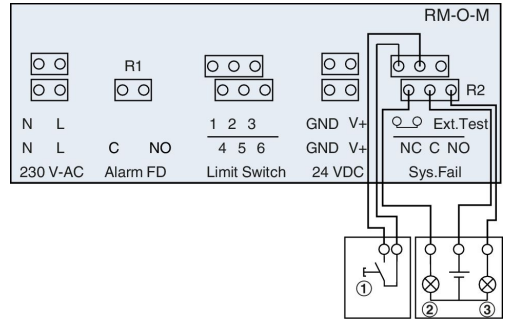 RM-O-M
R1
R2
N L 1 2 3 GND V+ Ext.Test
N L C NO 4 5 6 GND V+ NC C NO
230 V-AC Alarm FD Limit Switch 24 VDC Sys.Fail
① ② ③